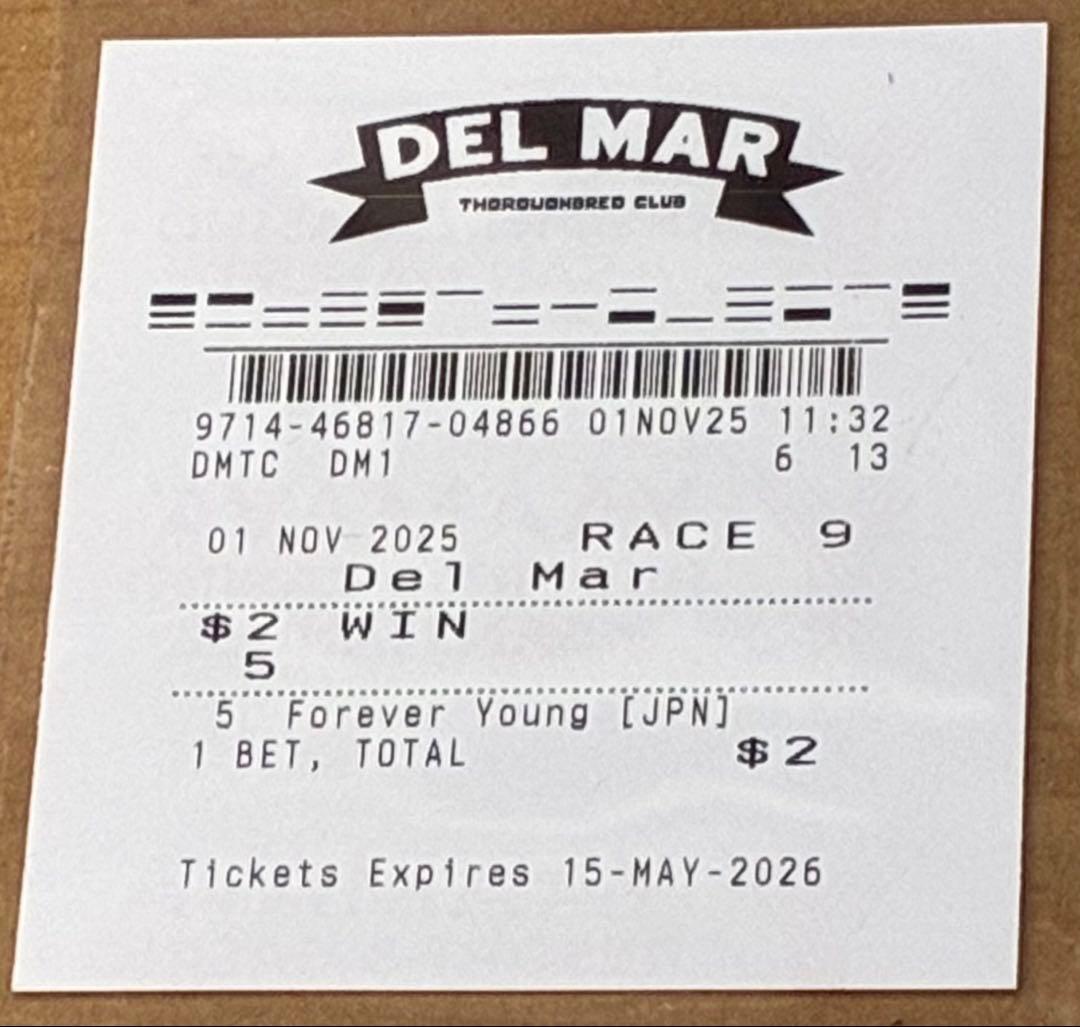 DEL MAR
THOROUGHBRED CLUB
9714-46817-04866 01NOV25 11:32
DMTC DM1 6 13
01 NOV 2025 RACE 9
Del Mar
$2 WIN
5
5 Forever Young [JPN]
1 BET, TOTAL $2
Tickets Expires 15-MAY-2026